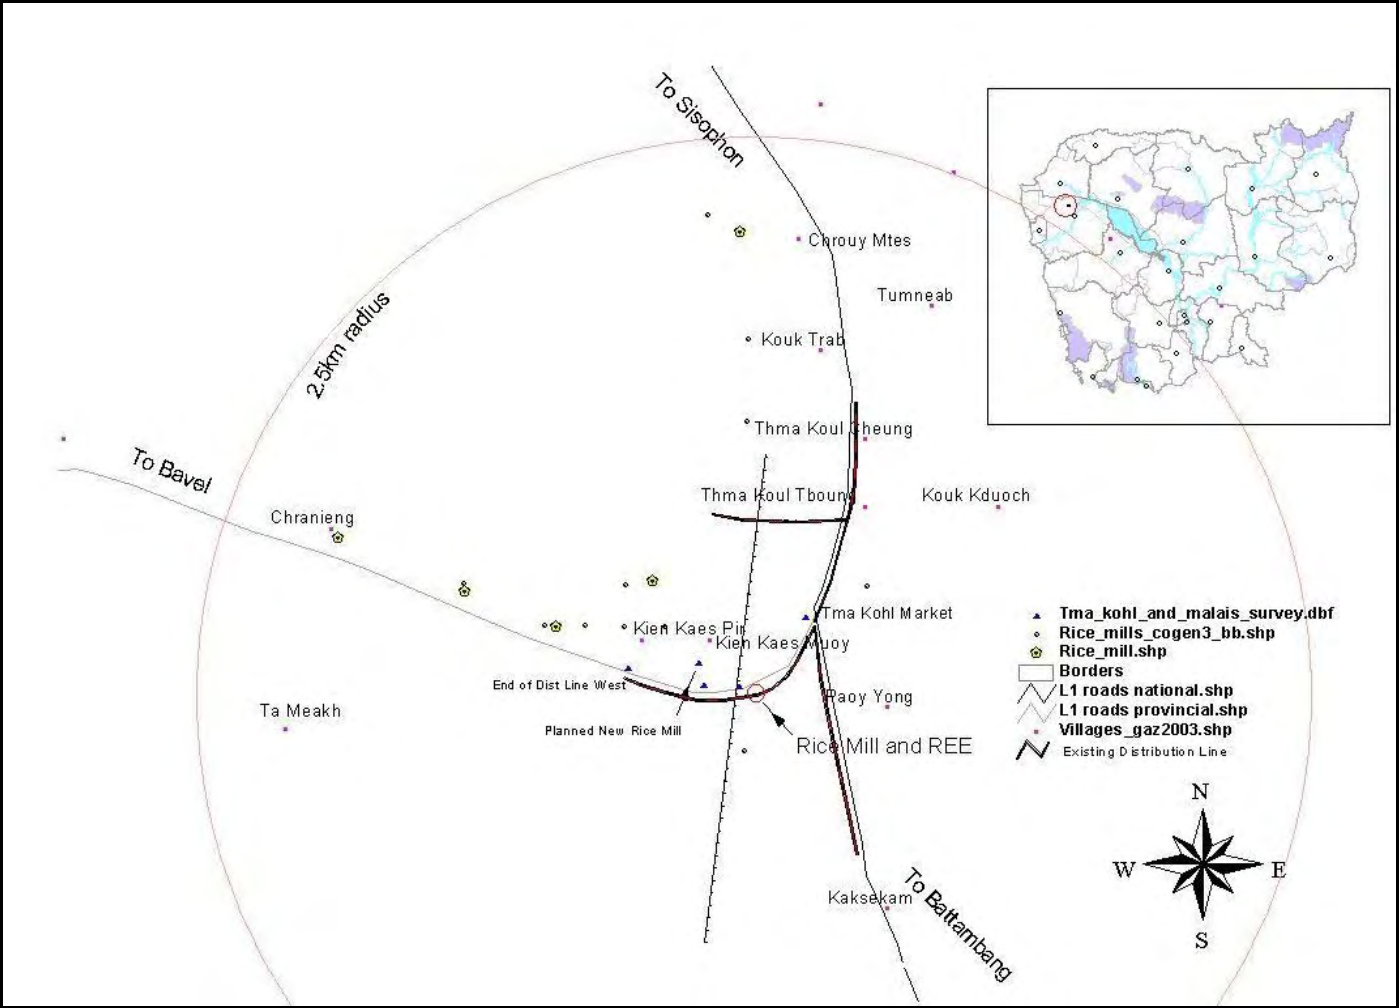 To Sisophon
Chrouy Mtes
Tumneab
2.5km radius
Kouk Trab
Thma Koul Cheung
To Bavel
Thma Koul Tboung
Kouk Kduoch
Chranieng
Tma Kohl Market
Kien Kaes Pir
Kien Kaes Muoy
End of Dist Line West
Paoy Yong
Ta Meakh
Planned New Rice Mill
Rice Mill and REE
Tma_kohl_and_malais_survey.dbf
Rice_mills_cogen3_bb.shp
Rice_mill.shp
Borders
L1 roads national.shp
L1 roads provincial.shp
Villages_gaz2003.shp
Existing Distribution Line
N
W
E
S
Kaksekam
To Battambang